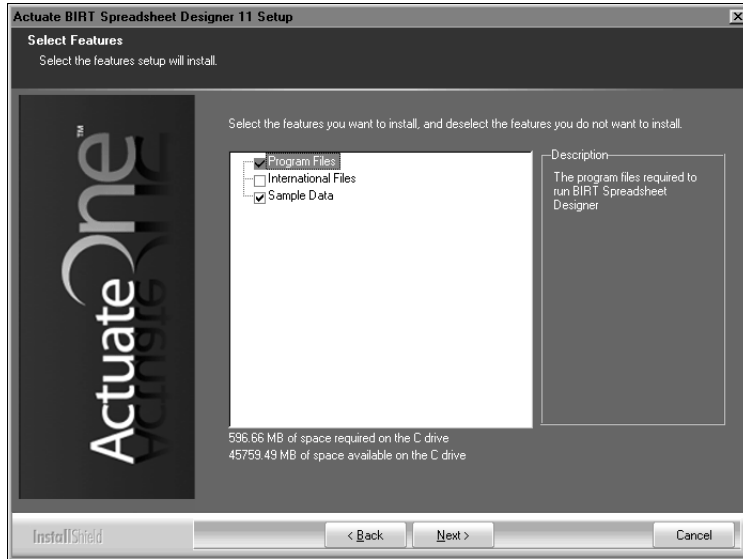 Actuate BIRT Spreadsheet Designer 11 Setup
Select Features
Select the features setup will install.
ActuateOne™
Select the features you want to install, and deselect the features you do not want to install.
Program Files
International Files
Sample Data
Description
The program files required to
run BIRT Spreadsheet
Designer
596.66 MB of space required on the C drive
45759.49 MB of space available on the C drive
InstallShield
< Back
Next >
Cancel